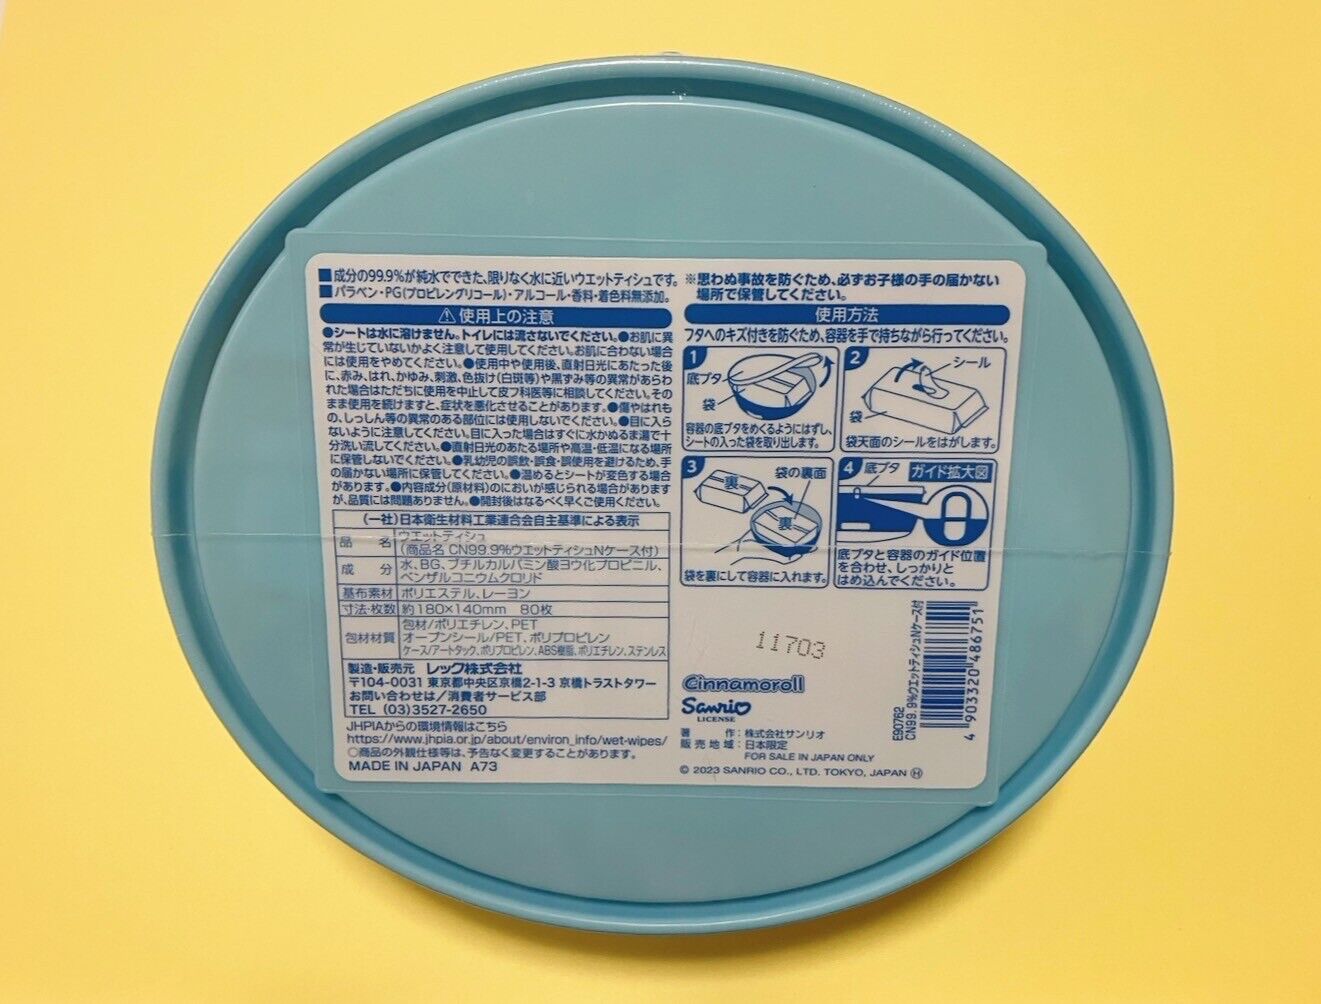 ■成分の99.9%が純水でできた、限りなく水に近いウエットティシュです。
■パラベン・PG(プロピレングリコール)・アルコール・香料・着色料無添加。
⚠使用上の注意
●シートは水に溶けません。トイレには流さないでください。●お肌に異
常が生じていないかよく注意して使用してください。お肌に合わない場合
には使用をやめてください。●使用中や使用後、直射日光にあたった後
に、赤み、はれ、かゆみ、刺激、色抜け(白斑等)や黒ずみ等の異常があらわ
れた場合はただちに使用を中止して皮フ科医等に相談してください。その
まま使用を続けますと、症状を悪化させることがあります。●傷やはれも
の、しっしん等の異常のある部位には使用しないでください。●目に入ら
ないように注意してください。目に入った場合はすぐに水かぬるま湯で十
分洗い流してください。●直射日光のあたる場所や高温・低温になる場所
に保管しないでください。●乳幼児の誤飲・誤食・誤使用を避けるため、手
の届かない場所に保管してください。●温めるとシートが変色する場合
があります。●内容成分(原材料)のにおいが感じられる場合があります
が、品質には問題ありません。●開封後はなるべく早くご使用ください。
(一社)日本衛生材料工業連合会自主基準による表示
品名 ウエットティシュ
(商品名 CN99.9%ウエットティシュNケース付)
成分 水、BG、ブチルカルバミン酸ヨウ化プロピニル、
ベンザルコニウムクロリド
基布素材 ポリエステル、レーヨン
寸法・枚数 約180×140mm 80枚
包材材質 包材/ポリエチレン、PET
オープンシール/PET、ポリプロピレン
ケース/アートタック、ポリプロピレン、ABS樹脂、ポリエチレン、ステンレス
製造・販売元 レック株式会社
〒104-0031 東京都中央区京橋2-1-3 京橋トラストタワー
お問い合わせは/消費者サービス部
TEL (03)3527-2650
JHPIAからの環境情報はこちら
https://www.jhpia.or.jp/about/environ_info/wet-wipes/
○商品の外観仕様等は、予告なく変更することがあります。
MADE IN JAPAN A73
※思わぬ事故を防ぐため、必ずお子様の手の届かない
場所で保管してください。
使用方法
フタへのキズ付きを防ぐため、容器を手で持ちながら行ってください。
1
底ブタ
袋
容器の底ブタをめくるようにはずし、
シートの入った袋を取り出します。
2
シール
袋
袋天面のシールをはがします。
3
袋の裏面
裏
裏
袋を裏にして容器に入れます。
4
底ブタ
ガイド拡大図
底ブタと容器のガイド位置
を合わせ、しっかりと
はめ込んでください。
11703
Cinnamoroll
Sanrio
LICENSE
著作:株式会社サンリオ
販売地域:日本限定
FOR SALE IN JAPAN ONLY
© 2023 SANRIO CO., LTD. TOKYO, JAPAN Ⓗ
E90762
CN99.9%ウエットティシュNケース付
4 903320 486751